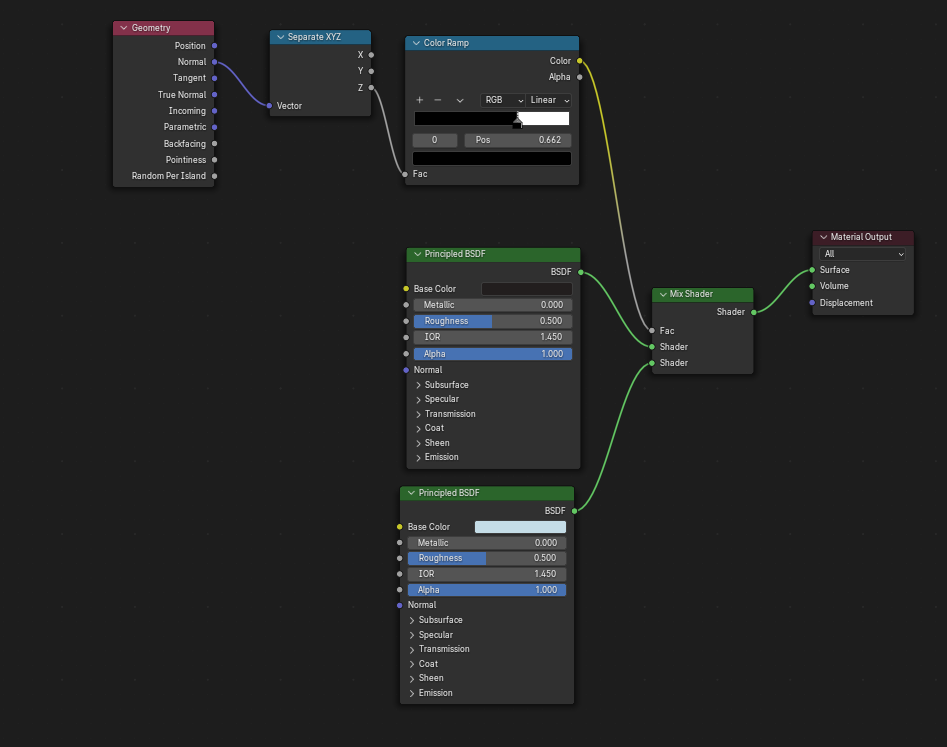 Geometry
Position
Normal
Tangent
True Normal
Incoming
Parametric
Backfacing
Pointiness
Random Per Island
Separate XYZ
X
Y
Z
Vector
Color Ramp
Color
Alpha
RGB Linear
0 Pos 0.662
Fac
Principled BSDF
BSDF
Base Color
Metallic 0.000
Roughness 0.500
IOR 1.450
Alpha 1.000
Normal
Subsurface
Specular
Transmission
Coat
Sheen
Emission
Principled BSDF
BSDF
Base Color
Metallic 0.000
Roughness 0.500
IOR 1.450
Alpha 1.000
Normal
Subsurface
Specular
Transmission
Coat
Sheen
Emission
Mix Shader
Shader
Fac
Shader
Shader
Material Output
All
Surface
Volume
Displacement